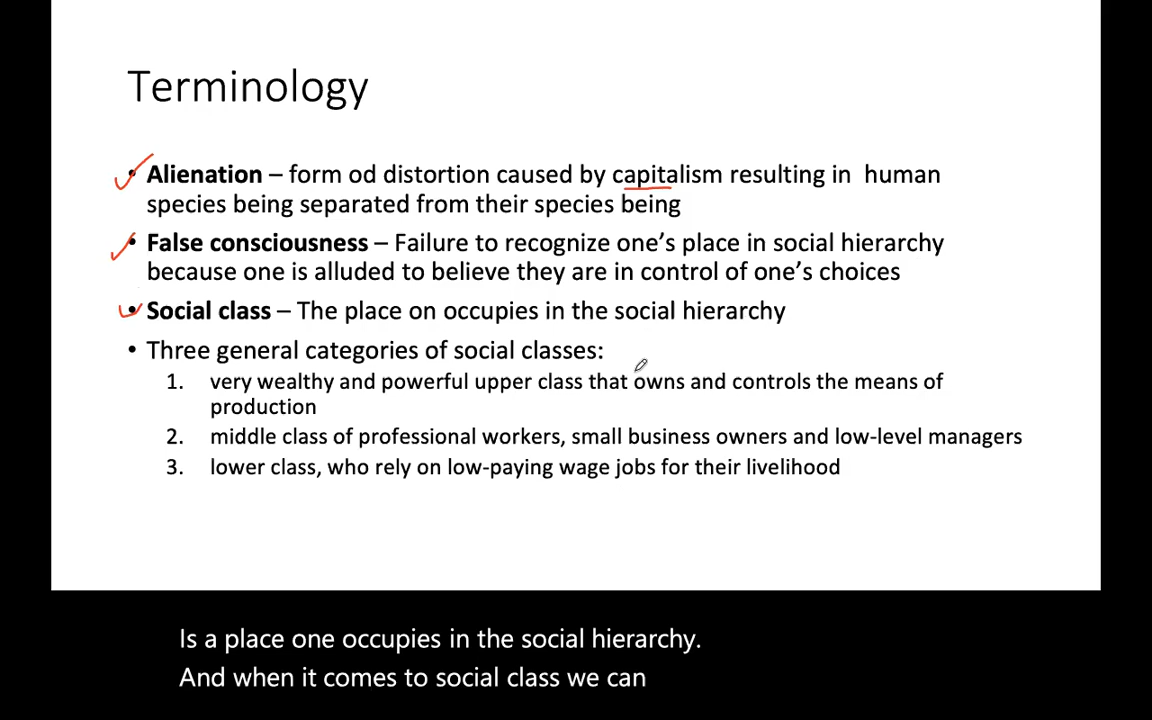 Terminology
• Alienation – form od distortion caused by capitalism resulting in human
species being separated from their species being
• False consciousness – Failure to recognize one's place in social hierarchy
because one is alluded to believe they are in control of one's choices
• Social class – The place on occupies in the social hierarchy
• Three general categories of social classes:
1. very wealthy and powerful upper class that owns and controls the means of
production
2. middle class of professional workers, small business owners and low-level managers
3. lower class, who rely on low-paying wage jobs for their livelihood
Is a place one occupies in the social hierarchy.
And when it comes to social class we can